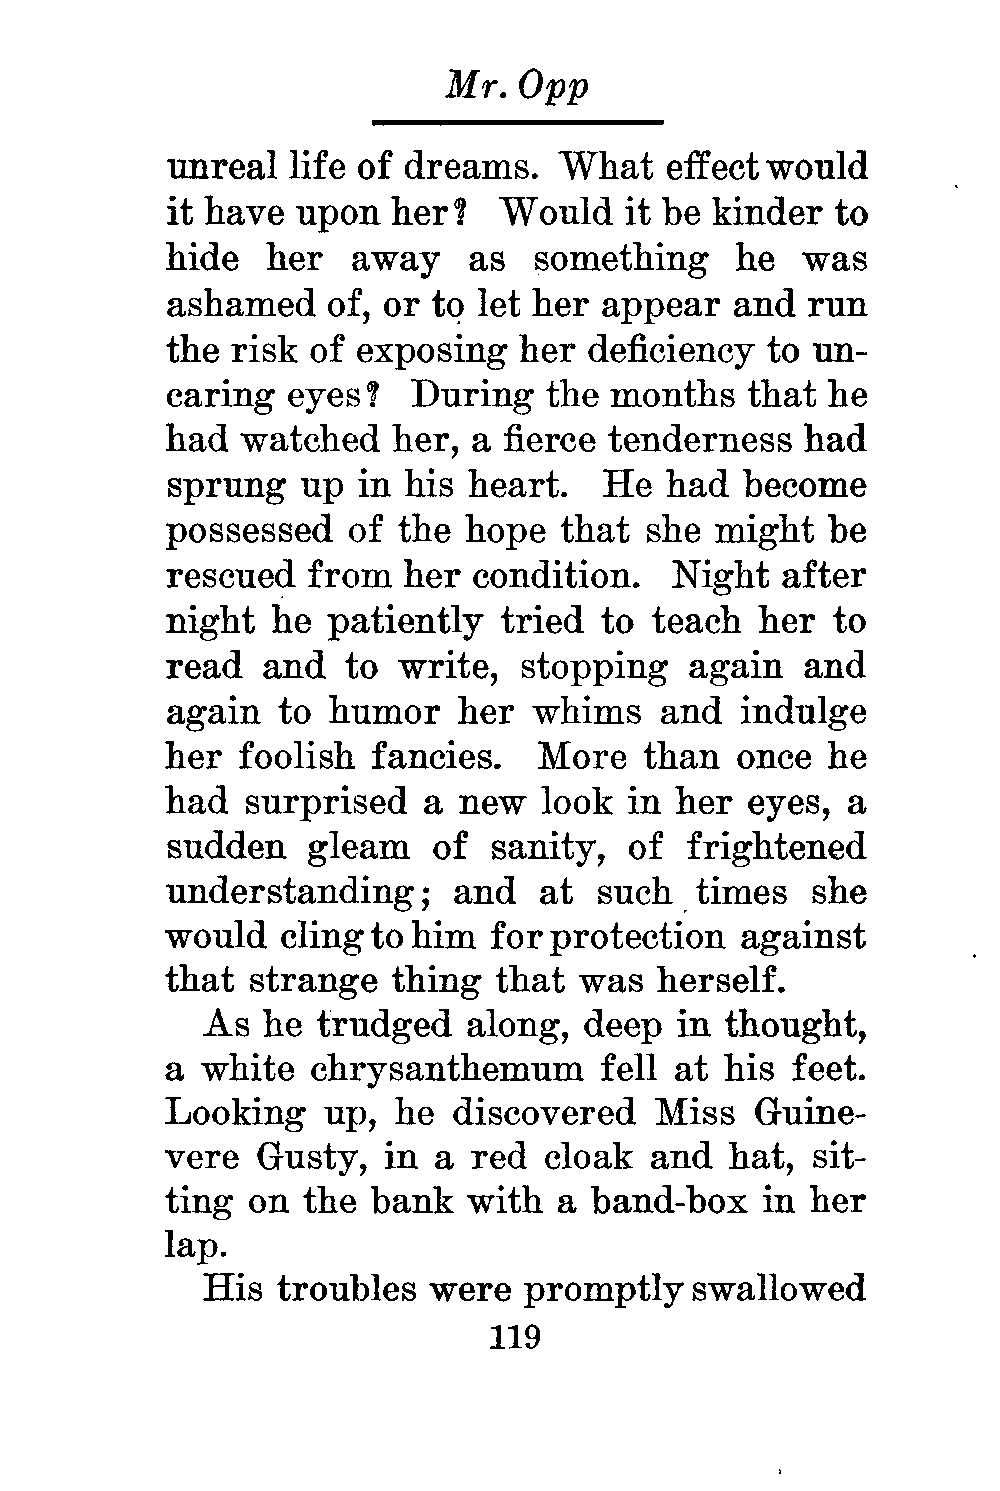 Mr. Opp
unreal life of dreams. What effect would
it have upon her? Would it be kinder to
hide her away as something he was
ashamed of, or to let her appear and run
the risk of exposing her deficiency to un-
caring eyes? During the months that he
had watched her, a fierce tenderness had
sprung up in his heart. He had become
possessed of the hope that she might be
rescued from her condition. Night after
night he patiently tried to teach her to
read and to write, stopping again and
again to humor her whims and indulge
her foolish fancies. More than once he
had surprised a new look in her eyes, a
sudden gleam of sanity, of frightened
understanding; and at such times she
would cling to him for protection against
that strange thing that was herself.
As he trudged along, deep in thought,
a white chrysanthemum fell at his feet.
Looking up, he discovered Miss Guine-
vere Gusty, in a red cloak and hat, sit-
ting on the bank with a band-box in her
lap.
His troubles were promptly swallowed
119